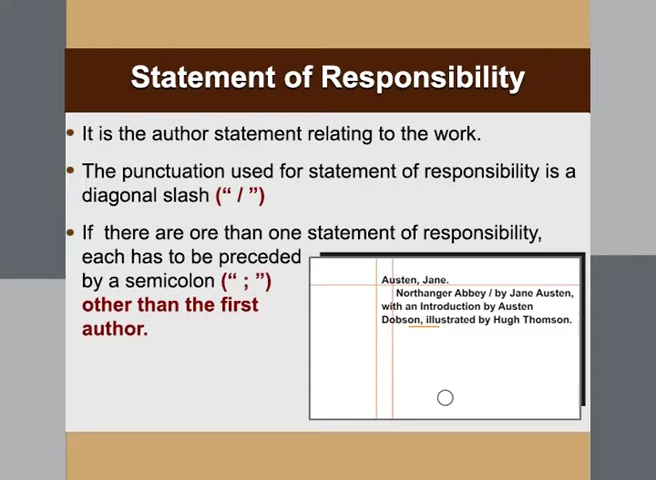 Statement of Responsibility
• It is the author statement relating to the work.
• The punctuation used for statement of responsibility is a
diagonal slash (“ / ”)
• If there are ore than one statement of responsibility,
each has to be preceded
by a semicolon (“ ; ”)
other than the first
author.
Austen, Jane.
Northanger Abbey / by Jane Austen,
with an Introduction by Austen
Dobson, illustrated by Hugh Thomson.